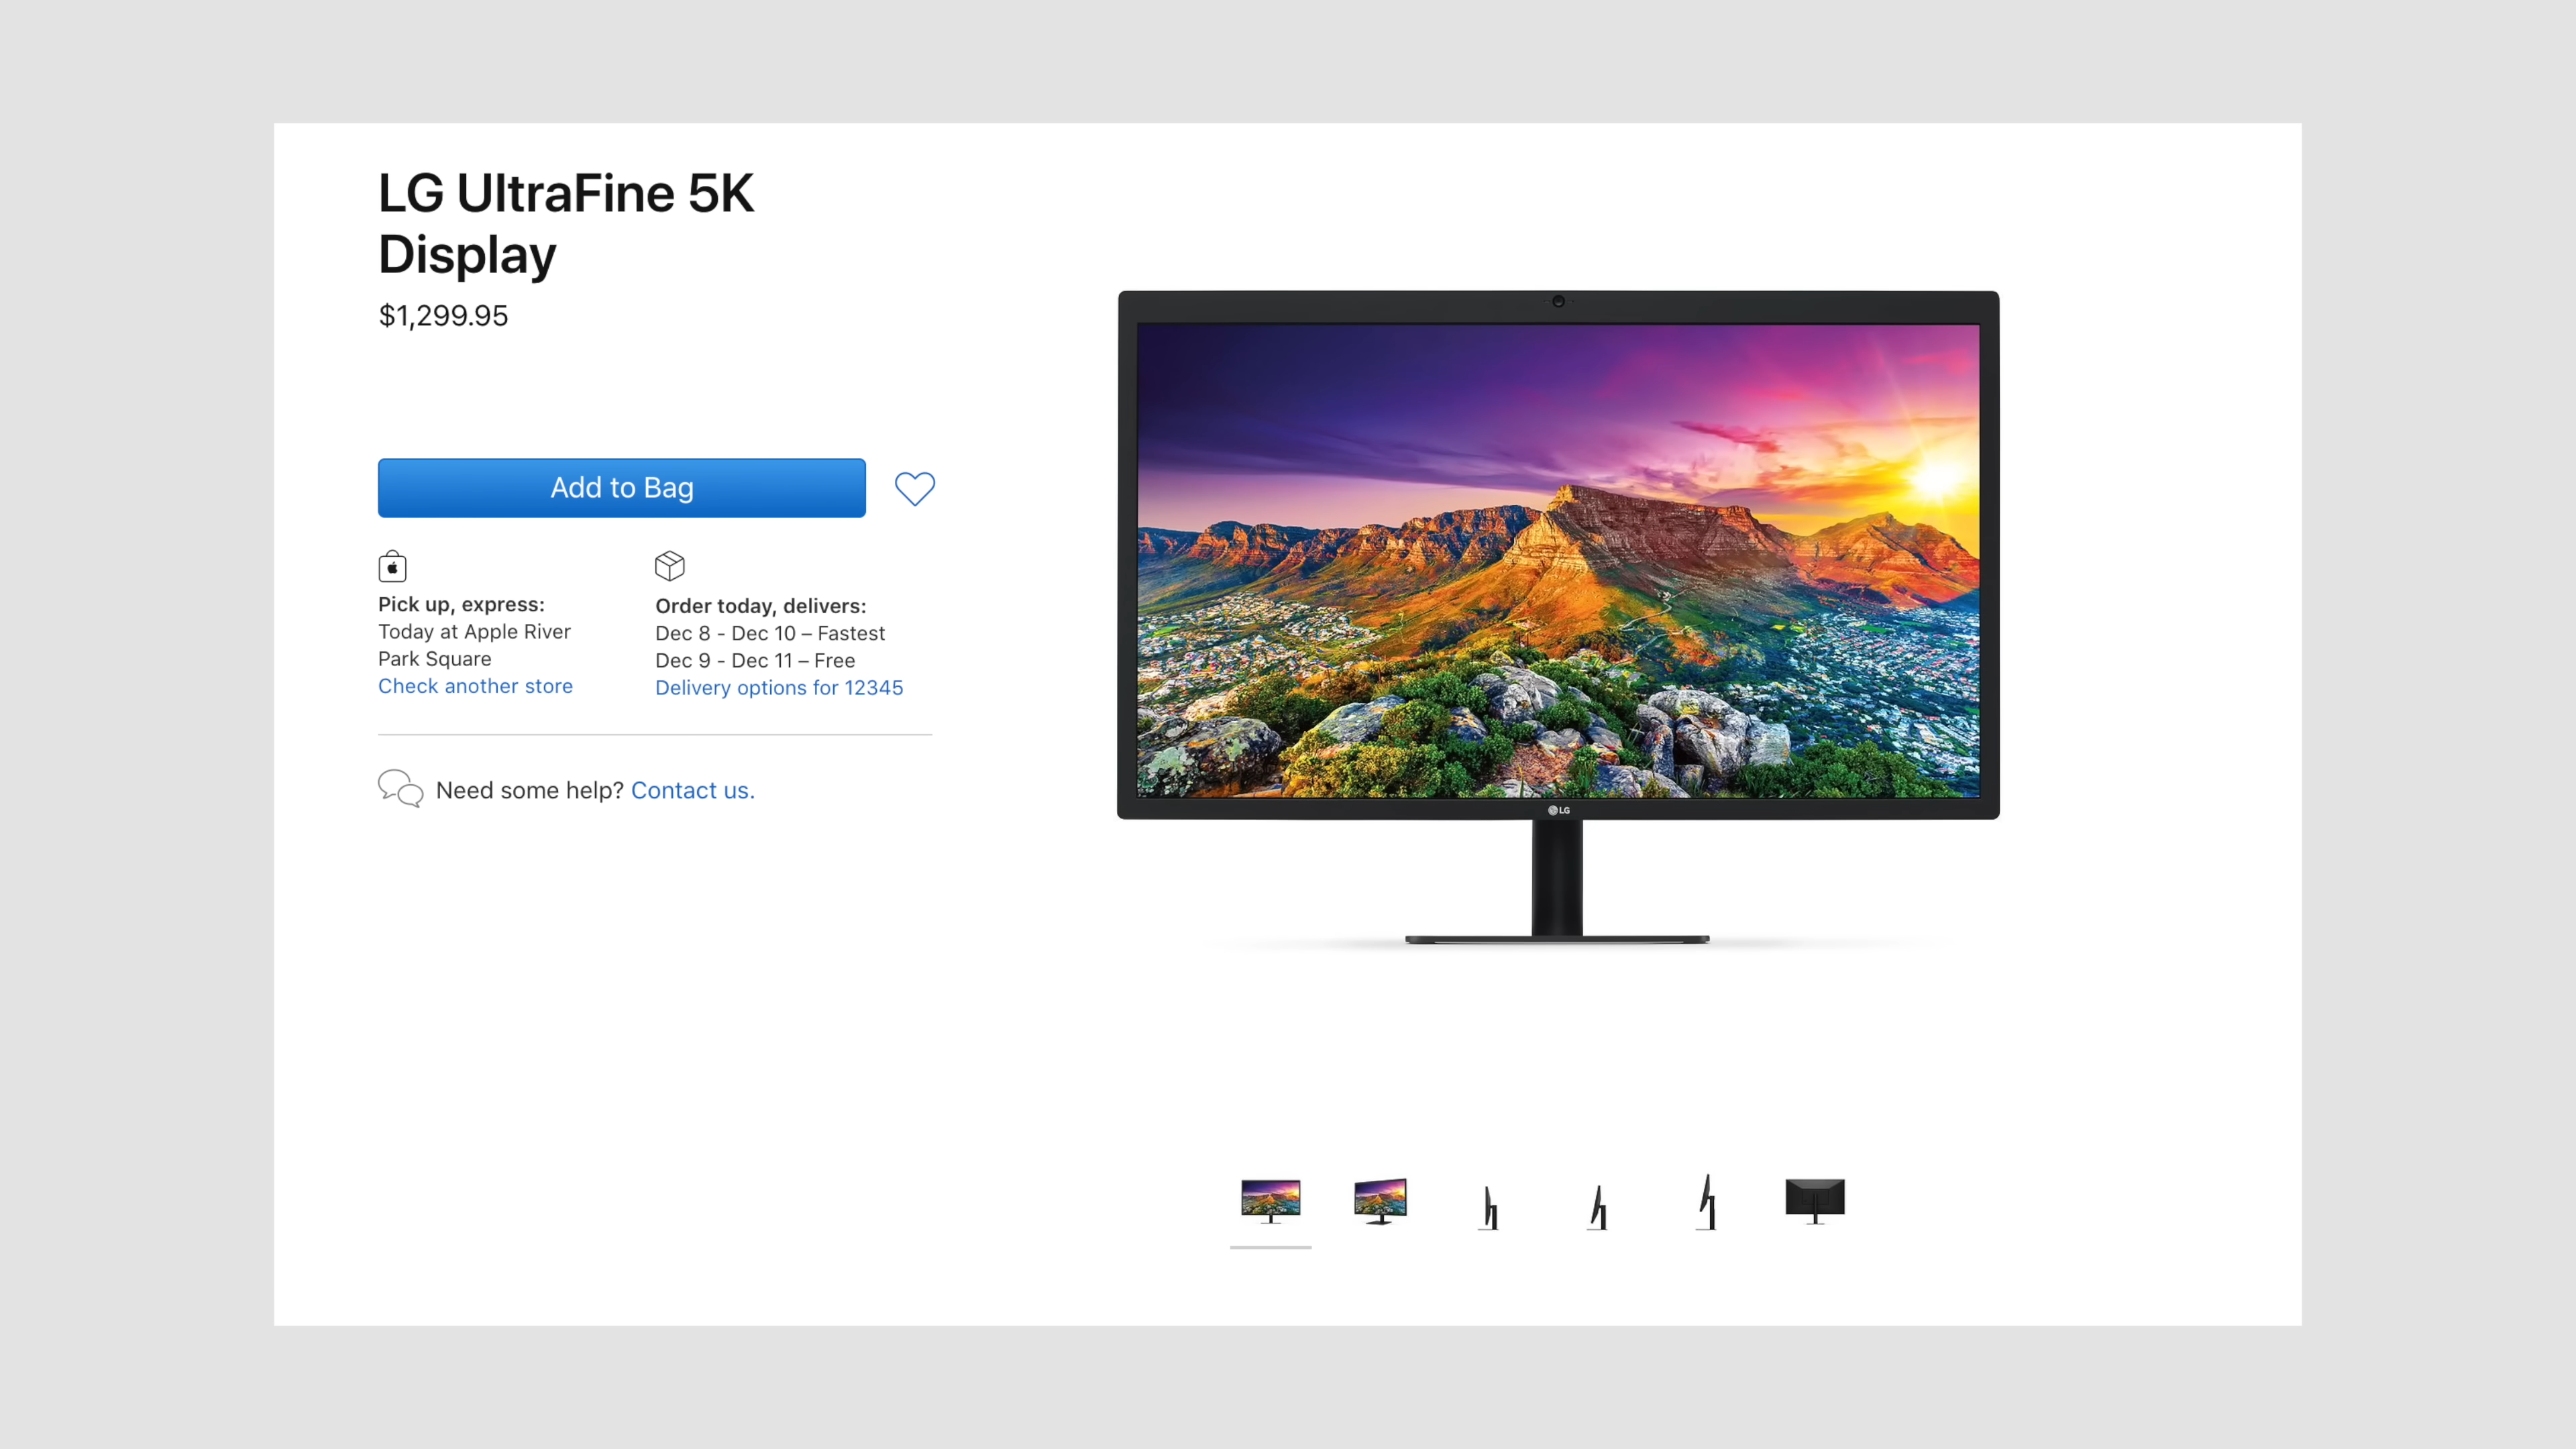 LG UltraFine 5K
Display
$1,299.95
Add to Bag
Pick up, express:
Today at Apple River
Park Square
Check another store
Order today, delivers:
Dec 8 - Dec 10 – Fastest
Dec 9 - Dec 11 – Free
Delivery options for 12345
Need some help? Contact us.
LG